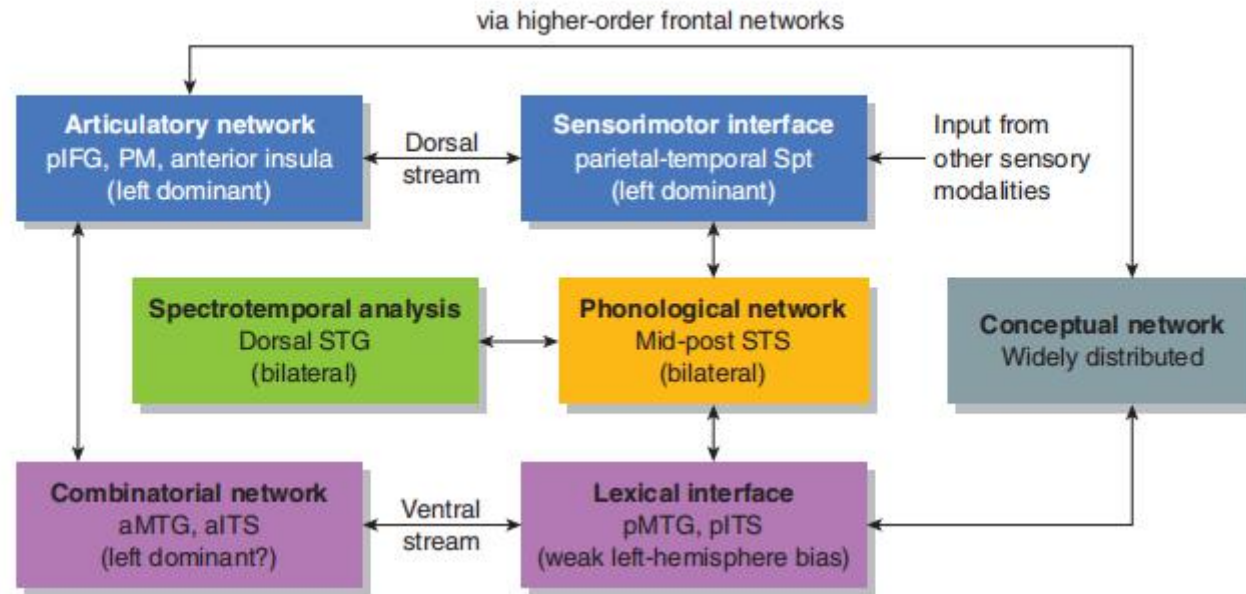 via higher-order frontal networks
Articulatory network
pIFG, PM, anterior insula
(left dominant)
Dorsal
stream
Sensorimotor interface
parietal-temporal Spt
(left dominant)
Input from
other sensory
modalities
Spectrotemporal analysis
Dorsal STG
(bilateral)
Phonological network
Mid-post STS
(bilateral)
Conceptual network
Widely distributed
Combinatorial network
aMTG, aITS
(left dominant?)
Ventral
stream
Lexical interface
pMTG, pITS
(weak left-hemisphere bias)